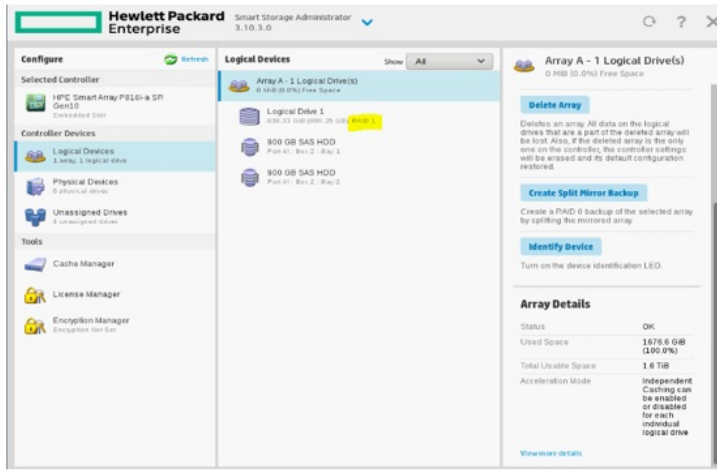 Hewlett Packard
Enterprise
Smart Storage Administrator
3.10.3.0
Configure
Refresh
Selected Controller
HPE Smart Array P816i-a SR
Gen10
Embedded Slot
Controller Devices
Logical Devices
1 array, 1 logical drive
Physical Devices
6 physical drives
Unassigned Drives
4 unassigned drives
Tools
Cache Manager
License Manager
Encryption Manager
Encryption Not Set
Logical Devices
Show
All
Array A - 1 Logical Drive(s)
0 MiB (0.0%) Free Space
Logical Drive 1
RAID 1
900 GB SAS HDD
Box 2 : Bay 1
900 GB SAS HDD
Box 2 : Bay 2
Array A - 1 Logical Drive(s)
0 MiB (0.0%) Free Space
Delete Array
Deletes an array. All data on the logical
drives that are a part of the deleted array will
be lost. Also, if the deleted array is the only
one on the controller, the controller settings
will be erased and its default configuration
restored.
Create Split Mirror Backup
Create a RAID 0 backup of the selected array
by splitting the mirrored array.
Identify Device
Turn on the device identification LED.
Array Details
Status OK
Used Space 1676.6 GiB
(100.0%)
Total Usable Space 1.6 TiB
Acceleration Mode Independent
Caching can
be enabled
or disabled
for each
individual
logical drive
View more details